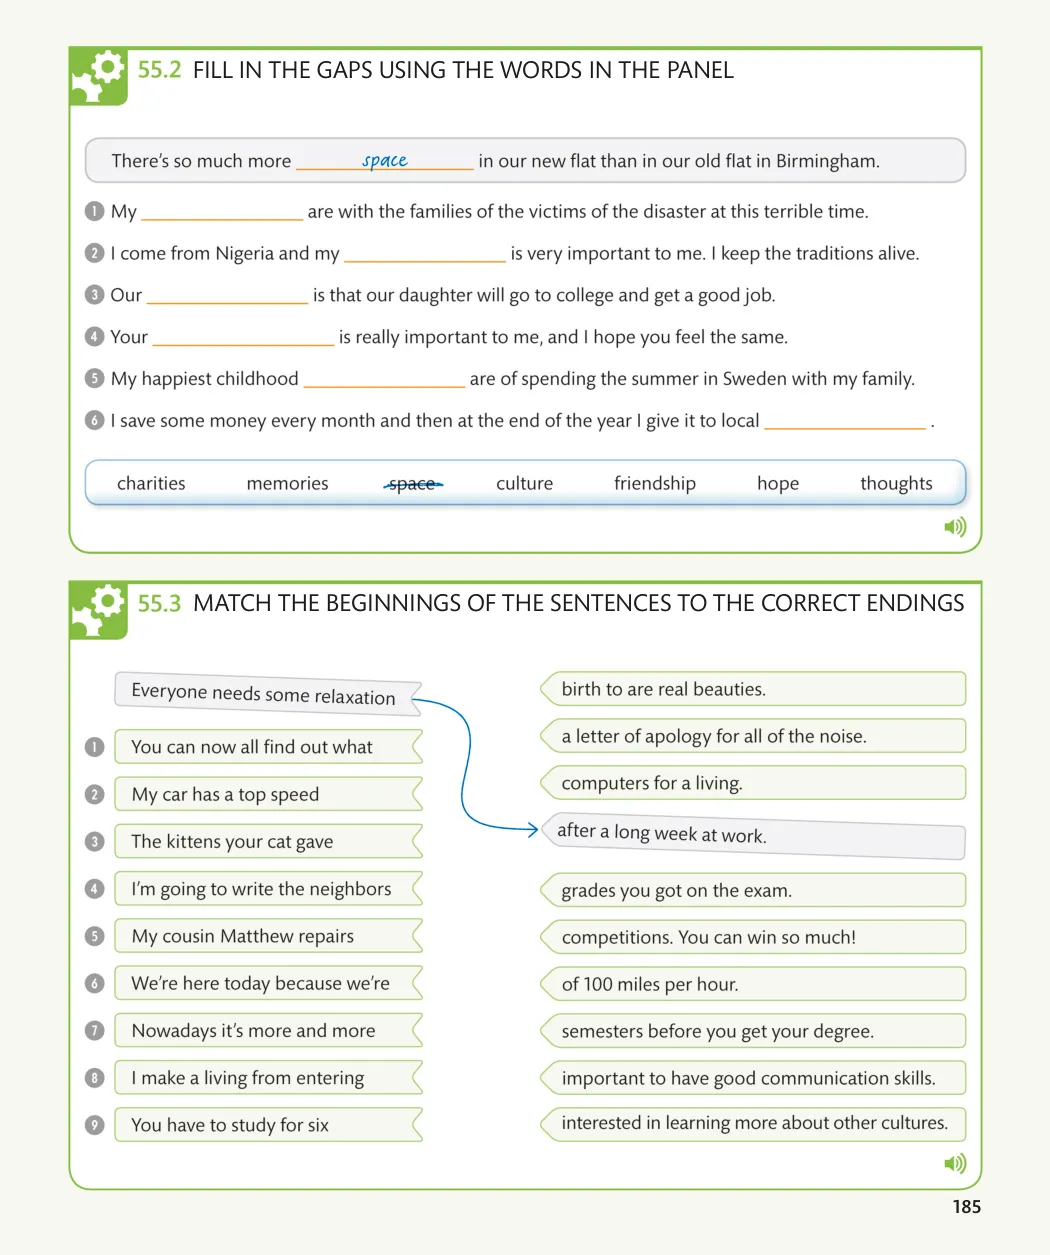 55.2 FILL IN THE GAPS USING THE WORDS IN THE PANEL
There's so much more space in our new flat than in our old flat in Birmingham.
1 My ____ are with the families of the victims of the disaster at this terrible time.
2 I come from Nigeria and my ____ is very important to me. I keep the traditions alive.
3 Our ____ is that our daughter will go to college and get a good job.
4 Your ____ is really important to me, and I hope you feel the same.
5 My happiest childhood ____ are of spending the summer in Sweden with my family.
6 I save some money every month and then at the end of the year I give it to local ____ .
charities memories space culture friendship hope thoughts
55.3 MATCH THE BEGINNINGS OF THE SENTENCES TO THE CORRECT ENDINGS
Everyone needs some relaxation
1 You can now all find out what
2 My car has a top speed
3 The kittens your cat gave
4 I'm going to write the neighbors
5 My cousin Matthew repairs
6 We're here today because we're
7 Nowadays it's more and more
8 I make a living from entering
9 You have to study for six
birth to are real beauties.
a letter of apology for all of the noise.
computers for a living.
after a long week at work.
grades you got on the exam.
competitions. You can win so much!
of 100 miles per hour.
semesters before you get your degree.
important to have good communication skills.
interested in learning more about other cultures.
185